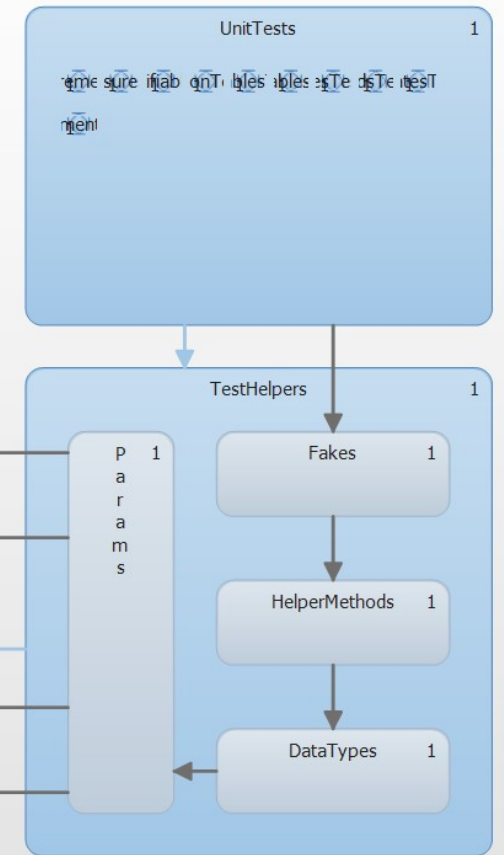 UnitTests 1
TestHelpers 1
Params 1
Fakes 1
HelperMethods 1
DataTypes 1